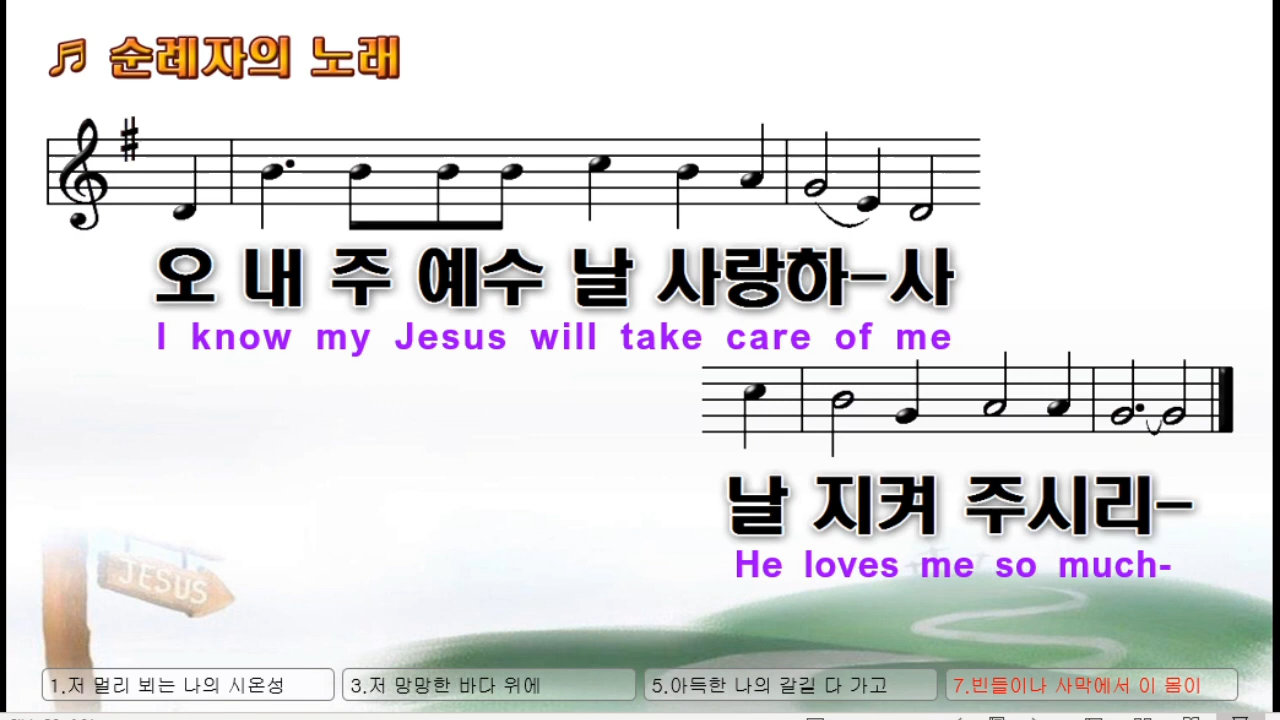 순례자의 노래
오 내 주 예수 날 사랑하-사
I know my Jesus will take care of me
날 지켜 주시리-
He loves me so much-
JESUS
1.저 멀리 뵈는 나의 시온성
3.저 망망한 바다 위에
5.아득한 나의 갈길 다 가고
7.빈들이나 사막에서 이 몸이